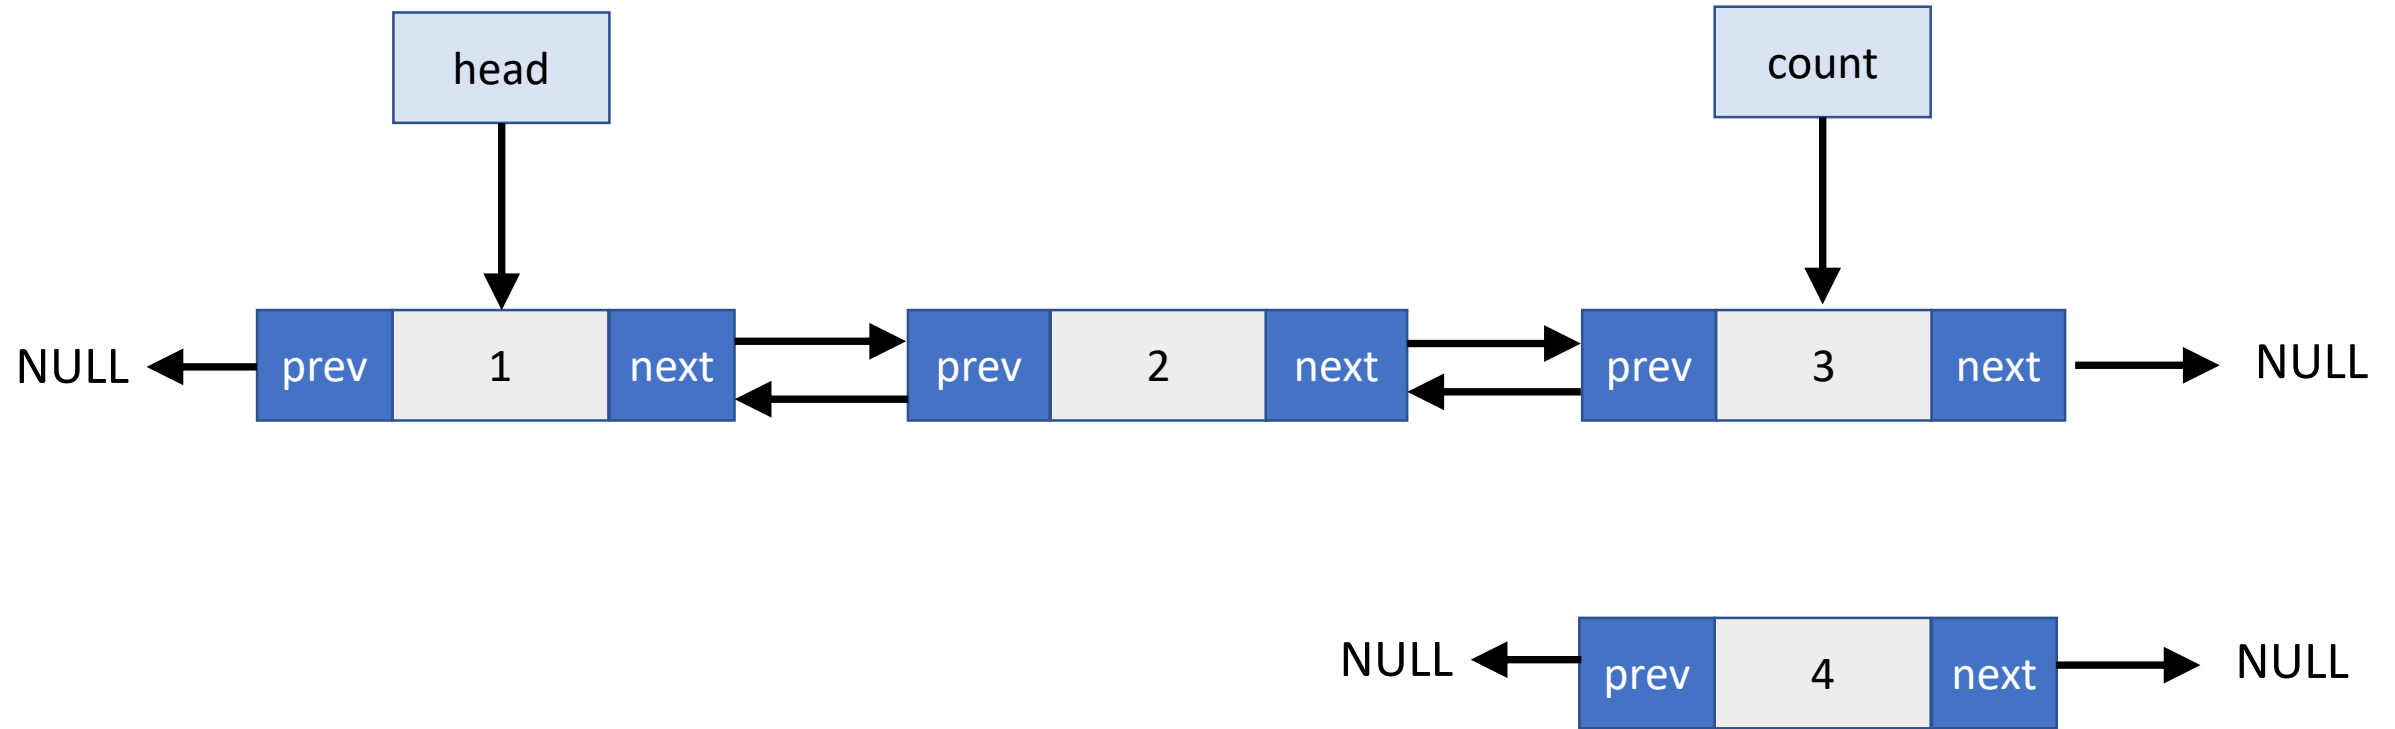 head
count
NULL prev 1 next prev 2 next prev 3 next NULL
NULL prev 4 next NULL